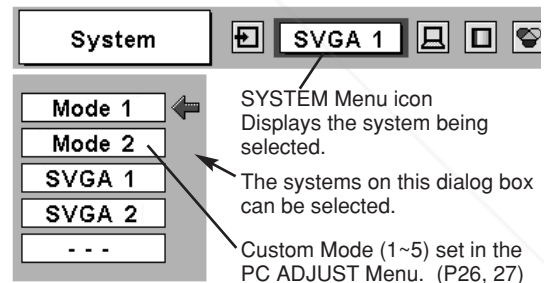 System
SVGA 1
Mode 1
Mode 2
SVGA 1
SVGA 2
- - -
SYSTEM Menu icon
Displays the system being
selected.
The systems on this dialog box
can be selected.
Custom Mode (1~5) set in the
PC ADJUST Menu. (P26, 27)